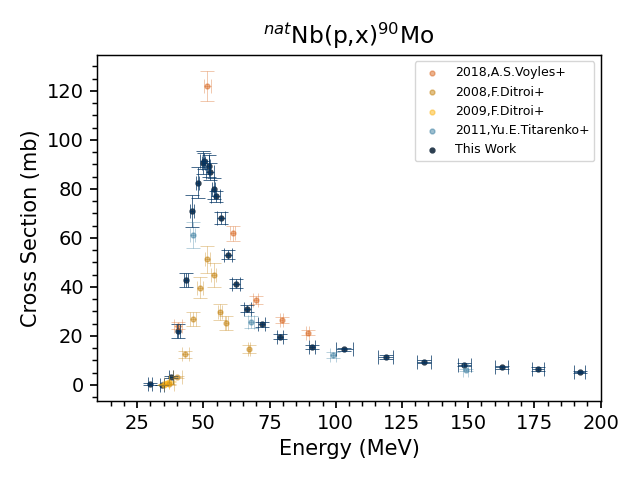 natNb(p,x)90Mo
2018,A.S.Voyles+
2008,F.Ditroi+
2009,F.Ditroi+
2011,Yu.E.Titarenko+
This Work
Cross Section (mb)
120
100
80
60
40
20
0
25 50 75 100 125 150 175 200
Energy (MeV)